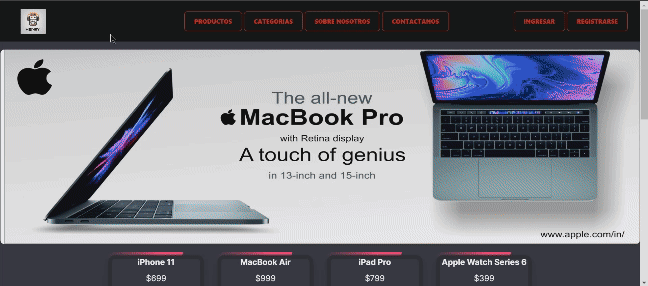 HENRY
PRODUCTOS
CATEGORIAS
SOBRE NOSOTROS
CONTACTANOS
INGRESAR
REGISTRARSE
The all-new
MacBook Pro
with Retina display
A touch of genius
in 13-inch and 15-inch
www.apple.com/in/
iPhone 11
MacBook Air
iPad Pro
Apple Watch Series 6
$699
$999
$799
$399